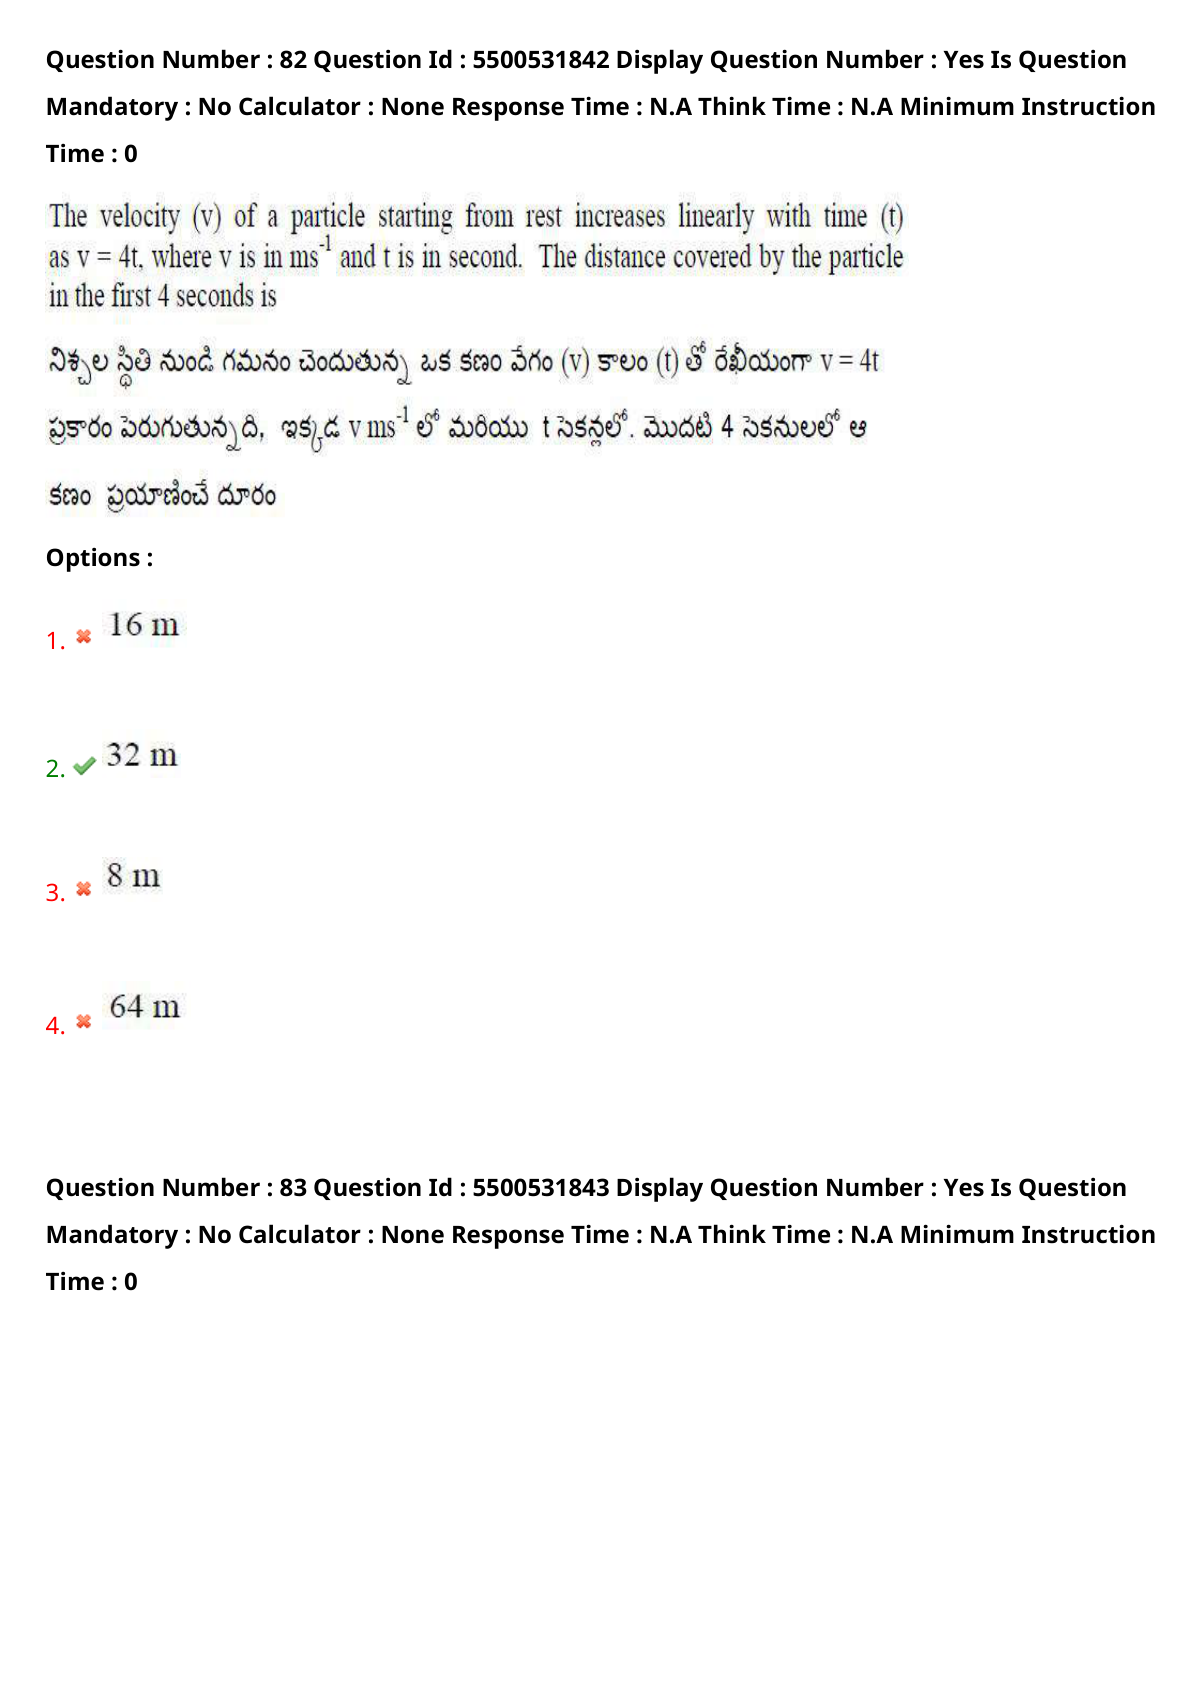 Question Number : 82 Question Id : 5500531842 Display Question Number : Yes Is Question
Mandatory : No Calculator : None Response Time : N.A Think Time : N.A Minimum Instruction
Time : 0
The velocity (v) of a particle starting from rest increases linearly with time (t)
as v = 4t, where v is in ms⁻¹ and t is in second. The distance covered by the particle
in the first 4 seconds is
నిశ్చల స్థితి నుండి గమనం చెందుతున్న ఒక కణం వేగం (v) కాలం (t) తో రేఖీయంగా v = 4t
ప్రకారం పెరుగుతున్నది, ఇక్కడ v ms⁻¹ లో మరియు t సెకన్లలో. మొదటి 4 సెకనులలో ఆ
కణం ప్రయాణించే దూరం
Options :
1. 16 m
2. 32 m
3. 8 m
4. 64 m
Question Number : 83 Question Id : 5500531843 Display Question Number : Yes Is Question
Mandatory : No Calculator : None Response Time : N.A Think Time : N.A Minimum Instruction
Time : 0